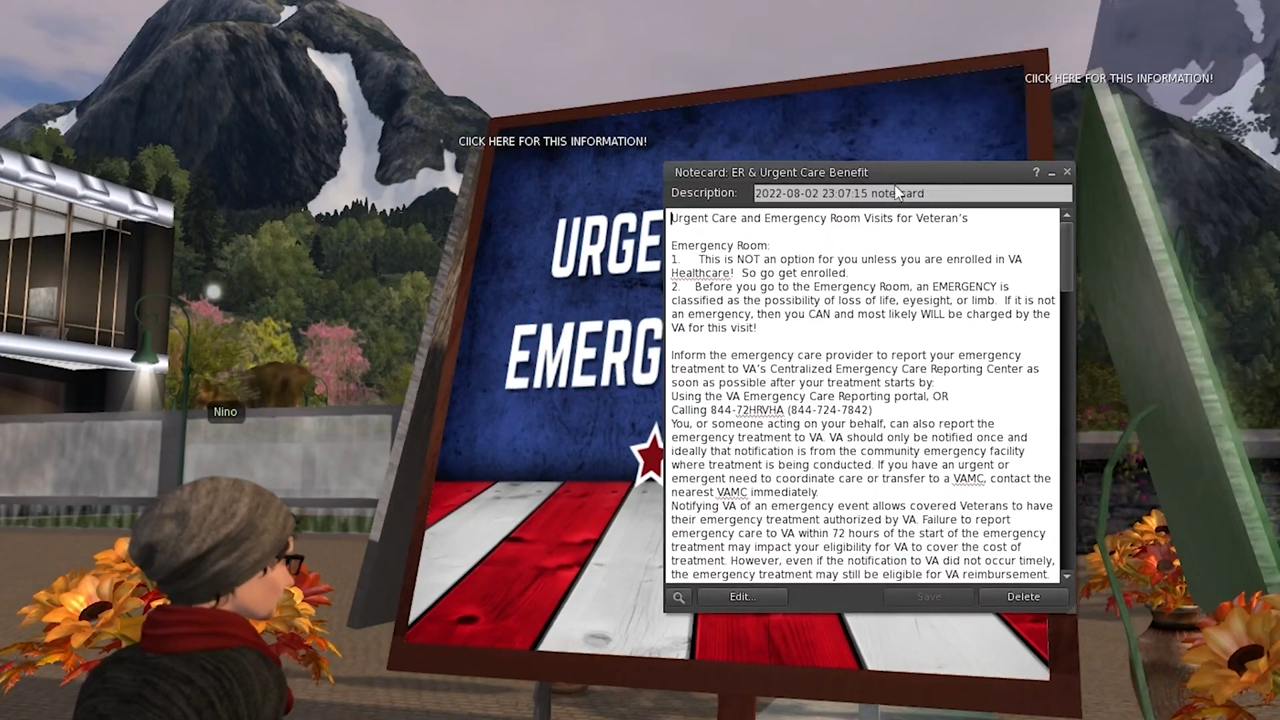 CIICK HERE FOR THIS INFORMATION!
CIICK HERE FOR THIS INFORMATION!
URGE
EMERG
Nino
Notecard: ER & Urgent Care Benefit
?
Description: 2022-08-02 23:07:15 notecard
Urgent Care and Emergency Room Visits for Veteran's
Emergency Room:
1. This is NOT an option for you unless you are enrolled in VA
Healthcare! So go get enrolled.
2. Before you go to the Emergency Room, an EMERGENCY is
classified as the possibility of loss of life, eyesight, or limb. If it is not
an emergency, then you CAN and most likely WILL be charged by the
VA for this visit!
Inform the emergency care provider to report your emergency
treatment to VA's Centralized Emergency Care Reporting Center as
soon as possible after your treatment starts by:
Using the VA Emergency Care Reporting portal, OR
Calling 844-72HRVHA (844-724-7842)
You, or someone acting on your behalf, can also report the
emergency treatment to VA. VA should only be notified once and
ideally that notification is from the community emergency facility
where treatment is being conducted. If you have an urgent or
emergent need to coordinate care or transfer to a VAMC, contact the
nearest VAMC immediately.
Notifying VA of an emergency event allows covered Veterans to have
their emergency treatment authorized by VA. Failure to report
emergency care to VA within 72 hours of the start of the emergency
treatment may impact your eligibility for VA to cover the cost of
treatment. However, even if the notification to VA did not occur timely,
the emergency treatment may still be eligible for VA reimbursement.
Edit... Save Delete